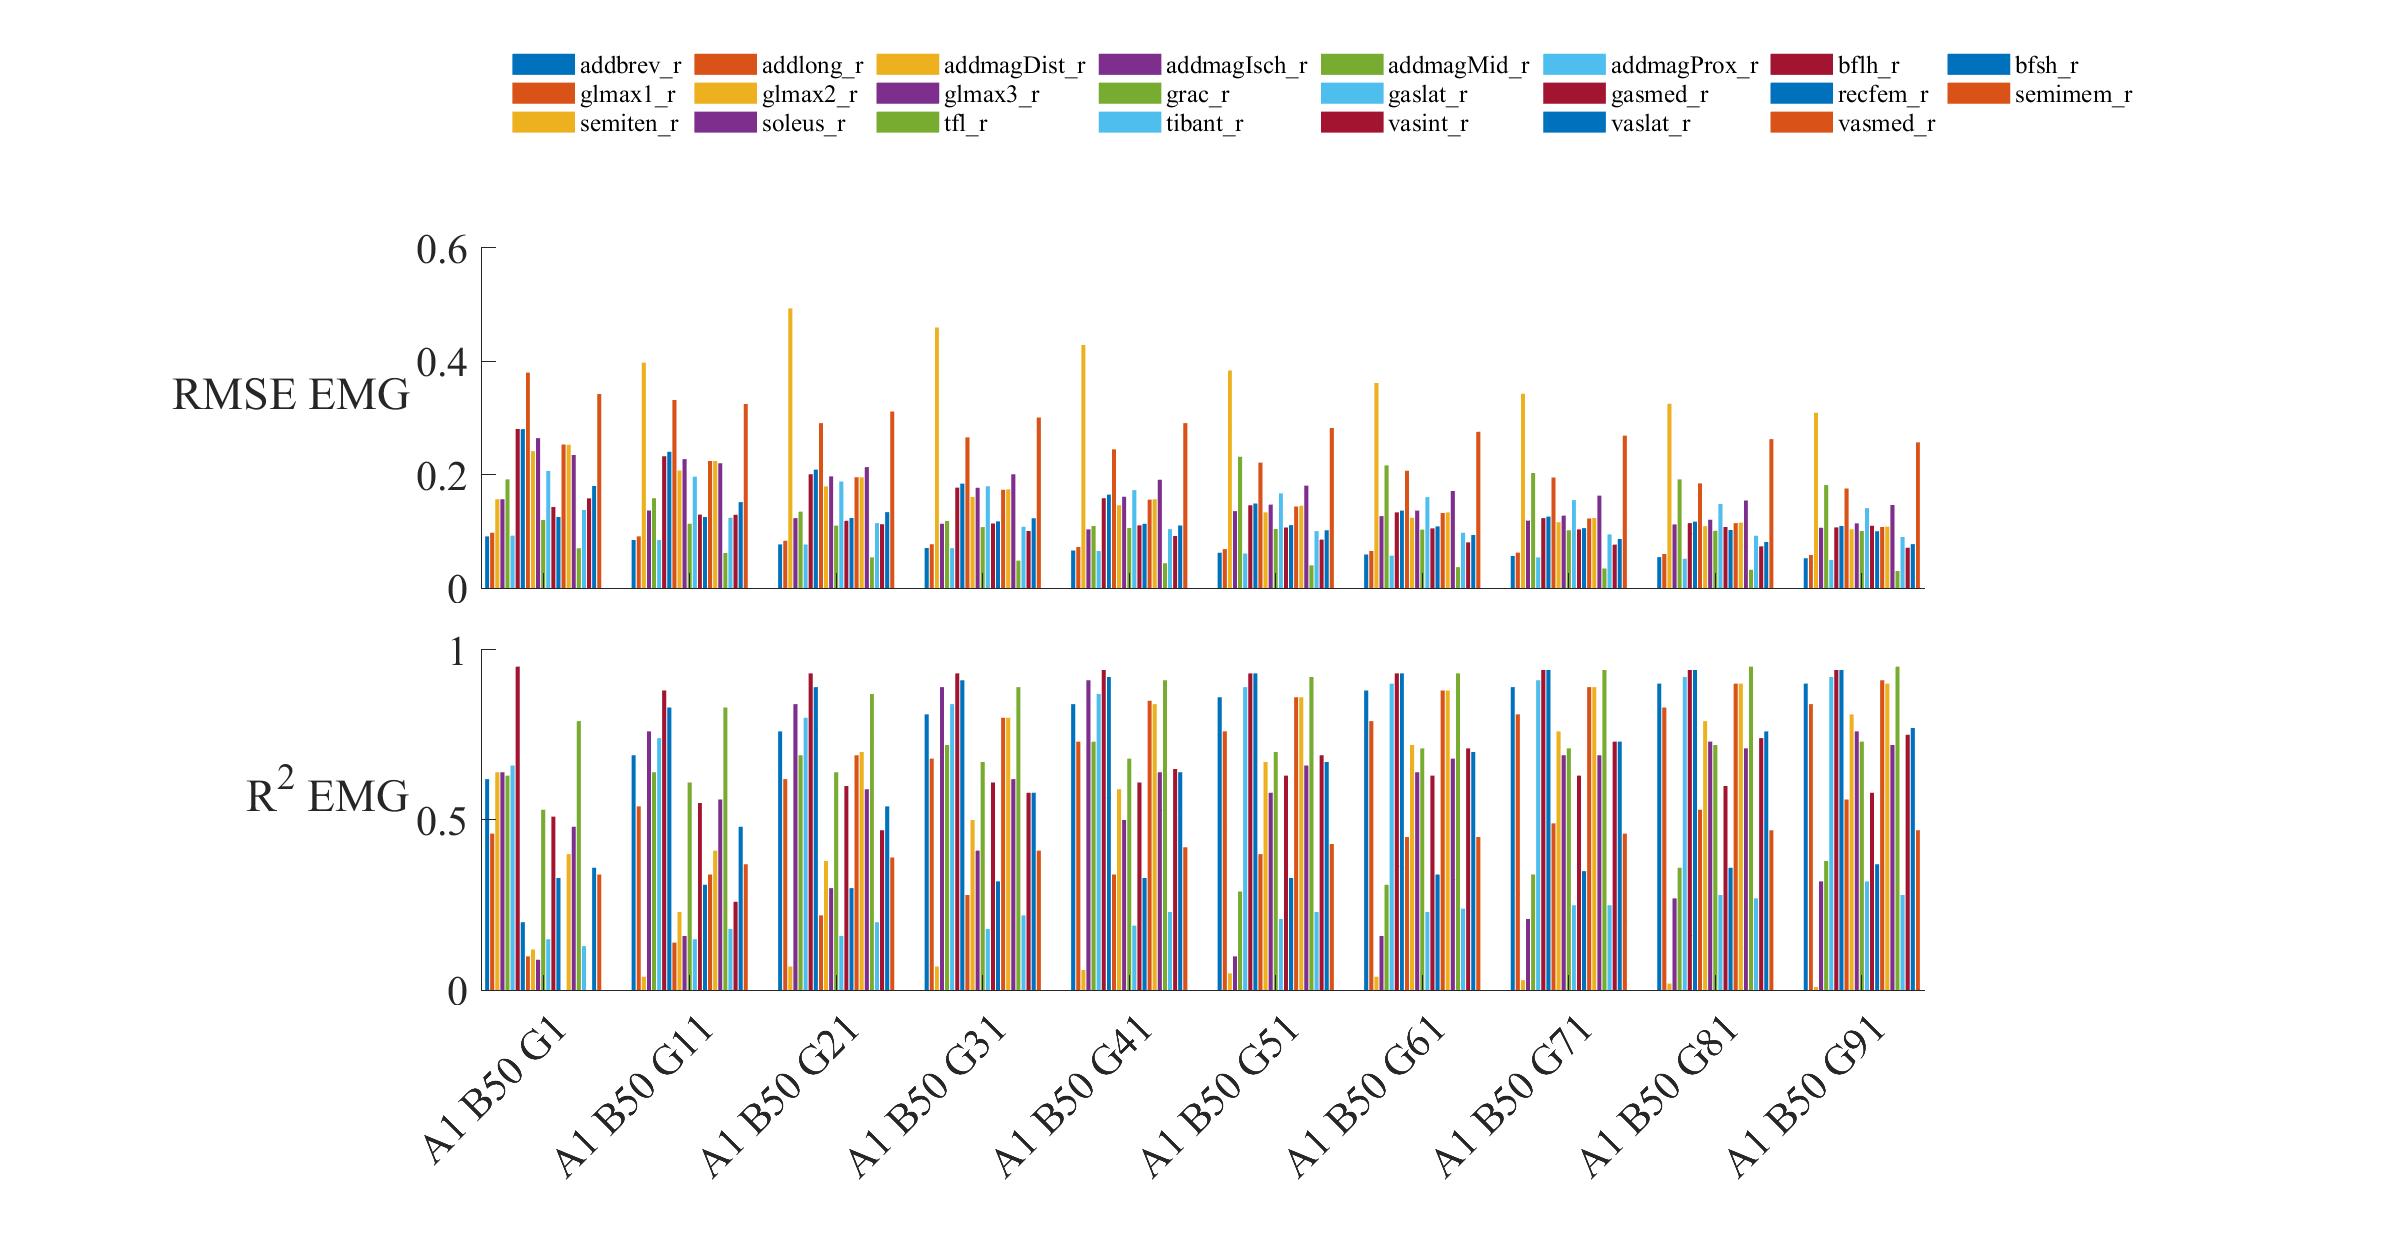 addbrev_r addlong_r addmagDist_r addmagIsch_r addmagMid_r addmagProx_r bflh_r bfsh_r
glmax1_r glmax2_r glmax3_r grac_r gaslat_r gasmed_r recfem_r semimem_r
semiten_r soleus_r tfl_r tibant_r vasint_r vaslat_r vasmed_r
0.6
0.4
RMSE EMG
0.2
0
1
R² EMG
0.5
0
A1 B50 G1
A1 B50 G11
A1 B50 G21
A1 B50 G31
A1 B50 G41
A1 B50 G51
A1 B50 G61
A1 B50 G71
A1 B50 G81
A1 B50 G91